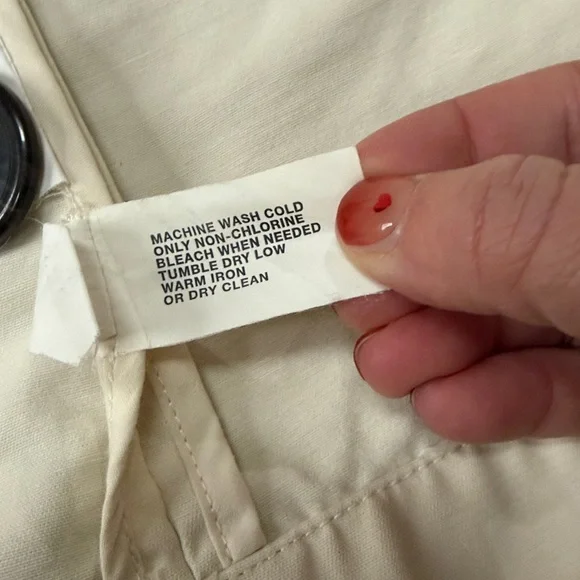 MACHINE WASH COLD
ONLY NON-CHLORINE
BLEACH WHEN NEEDED
TUMBLE DRY LOW
WARM IRON
OR DRY CLEAN